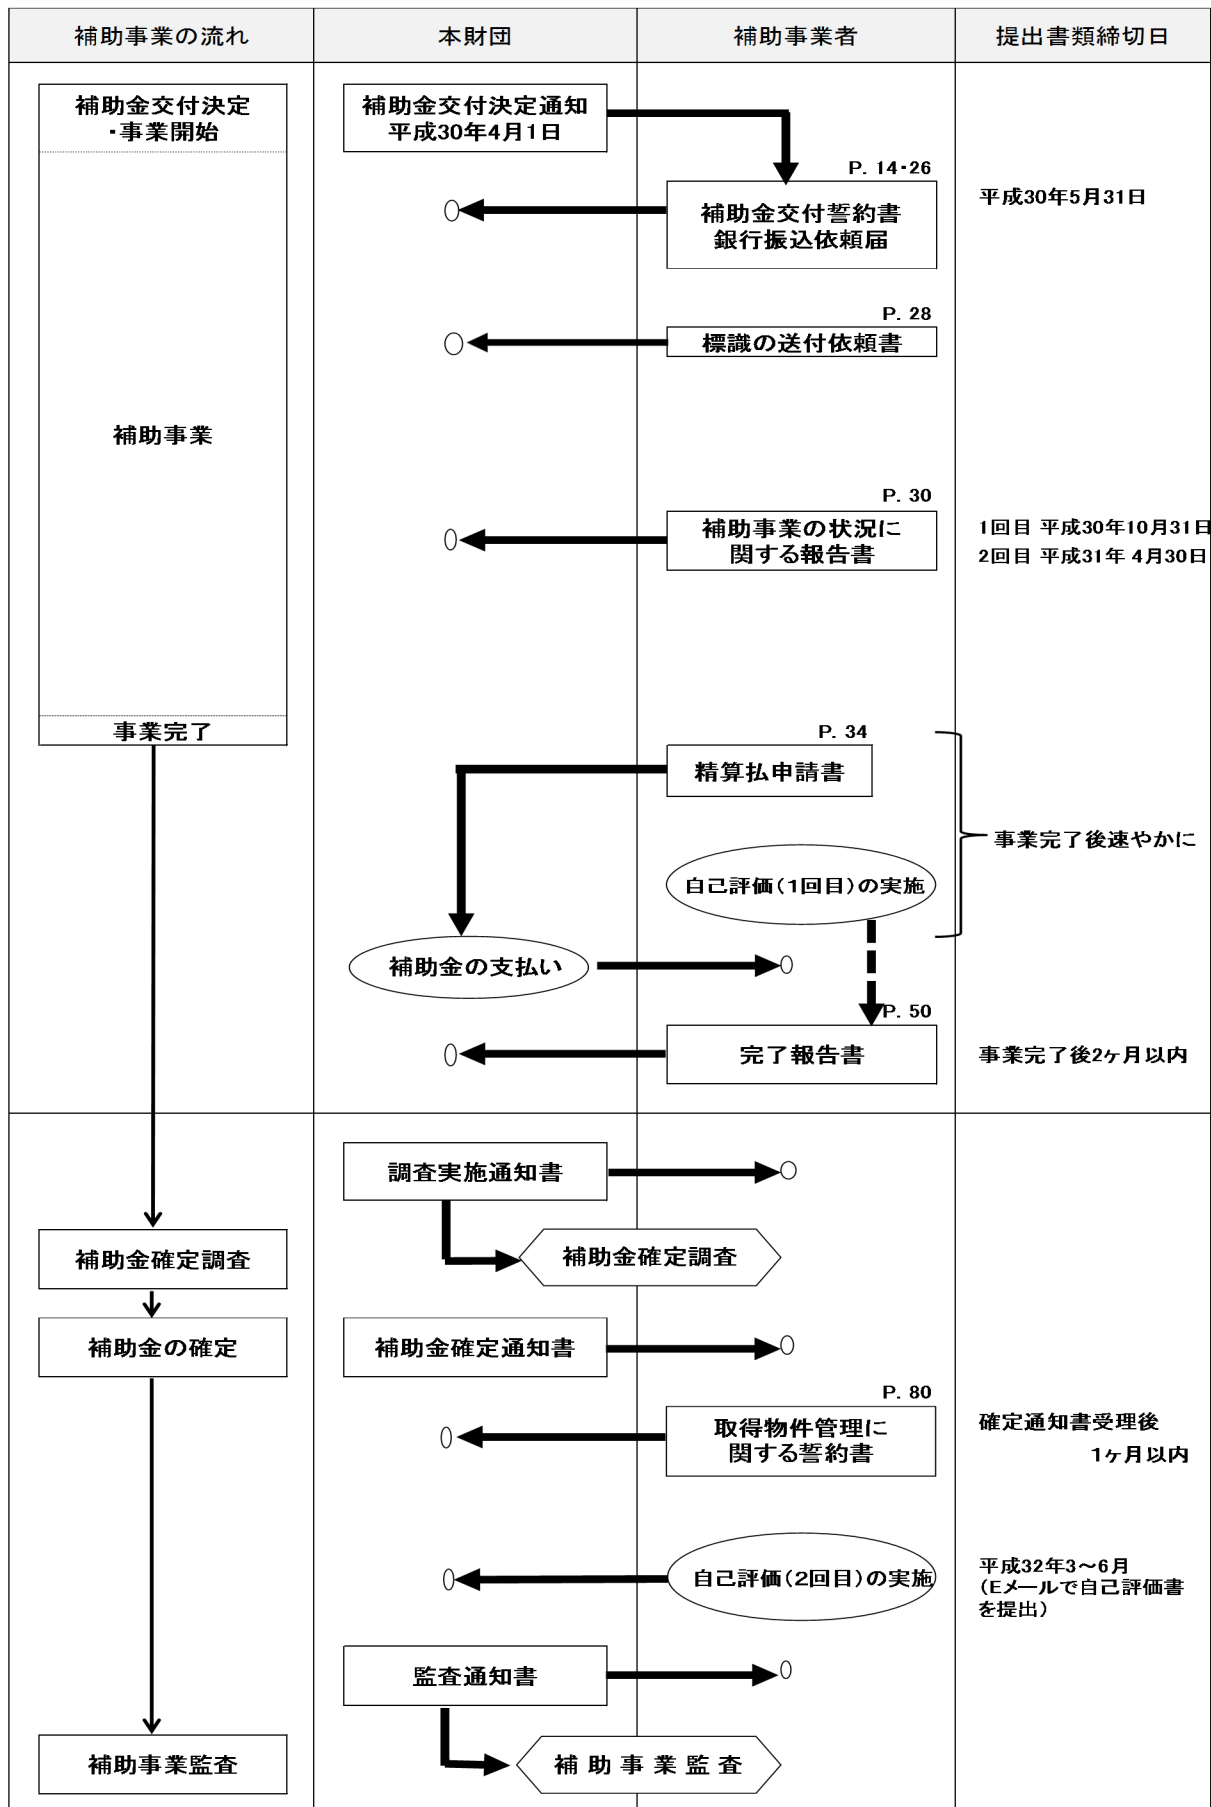 補助事業の流れ
本財団
補助事業者
提出書類締切日
補助金交付決定
・事業開始
補助金交付決定通知
平成30年4月1日
P. 14・26
補助金交付誓約書
銀行振込依頼届
平成30年5月31日
P. 28
標識の送付依頼書
補助事業
P. 30
補助事業の状況に
関する報告書
1回目 平成30年10月31日
2回目 平成31年 4月30日
事業完了
P. 34
精算払申請書
事業完了後速やかに
自己評価（1回目）の実施
補助金の支払い
P. 50
完了報告書
事業完了後2ヶ月以内
調査実施通知書
補助金確定調査
補助金確定調査
補助金の確定
補助金確定通知書
P. 80
取得物件管理に
関する誓約書
確定通知書受理後
1ヶ月以内
自己評価（2回目）の実施
平成32年3～6月
（Eメールで自己評価書
を提出）
監査通知書
補助事業監査
補 助 事 業 監 査